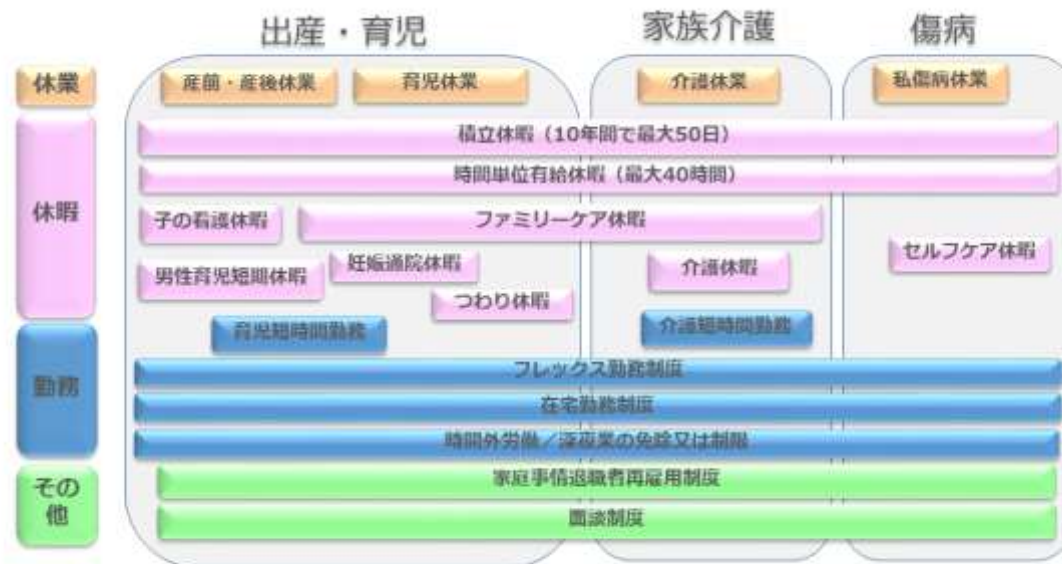 出産・育児
家族介護
傷病
休業
産前・産後休業
育児休業
介護休業
私傷病休業
休暇
積立休暇（10年間で最大50日）
時間単位有給休暇（最大40時間）
子の看護休暇
ファミリーケア休暇
男性育児短期休暇
妊娠通院休暇
つわり休暇
介護休暇
セルフケア休暇
勤務
育児短時間勤務
介護短時間勤務
フレックス勤務制度
在宅勤務制度
時間外労働／深夜業の免除又は制限
その
他
家庭事情退職者再雇用制度
面談制度